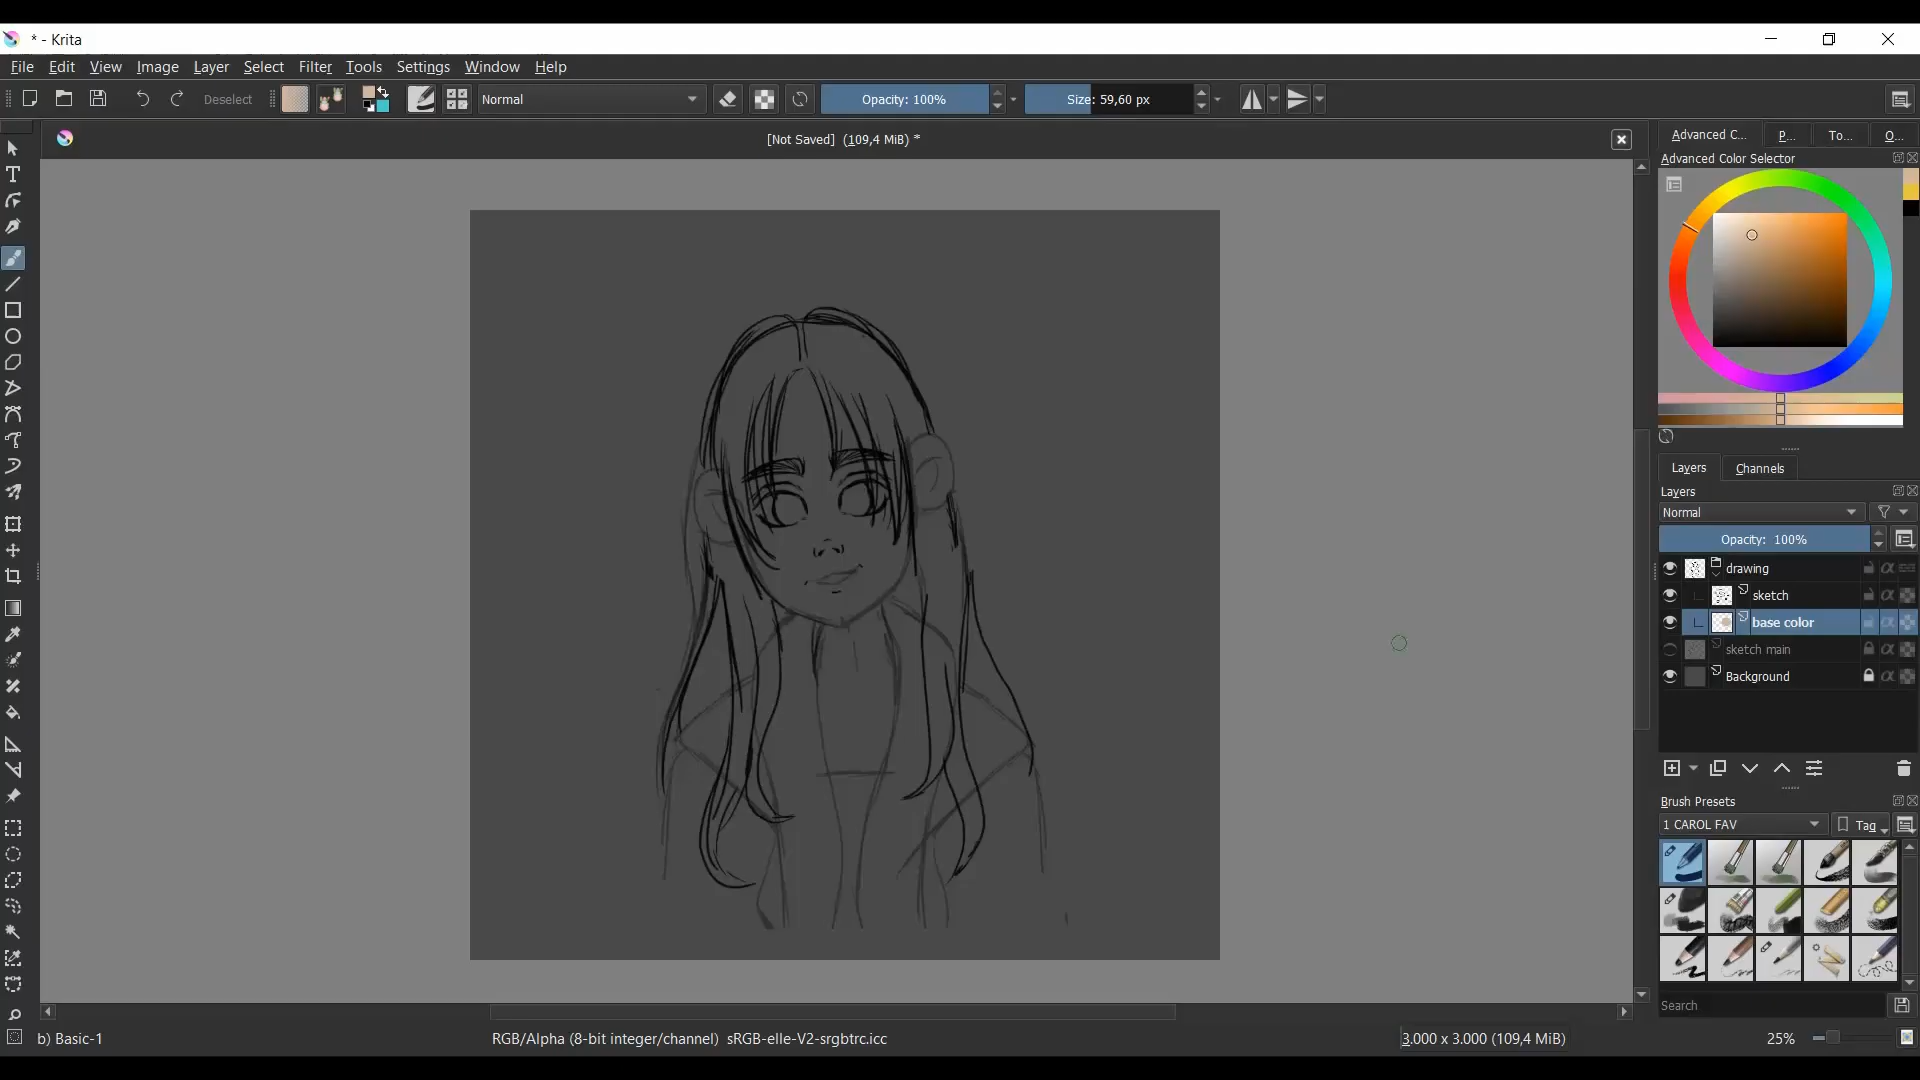 * - Krita
File Edit View Image Layer Select Filter Tools Settings Window Help
Deselect Normal Opacity: 100% Size: 59,60 px
[Not Saved] (109,4 MiB) *
Advanced C... P... To... O...
Advanced Color Selector
Layers Channels
Layers
Normal
Opacity: 100%
drawing
sketch
base color
sketch main
Background
Brush Presets
1 CAROL FAV Tag
Search
b) Basic-1 RGB/Alpha (8-bit integer/channel) sRGB-elle-V2-srgbtrc.icc 3.000 x 3.000 (109,4 MiB) 25%